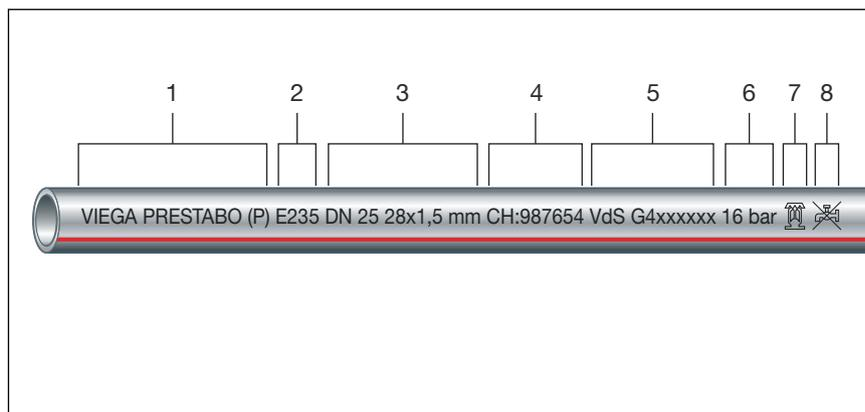 1 2 3 4 5 6 7 8
VIEGA PRESTABO (P) E235 DN 25 28x1,5 mm CH:987654 VdS G4xxxxxx 16 bar